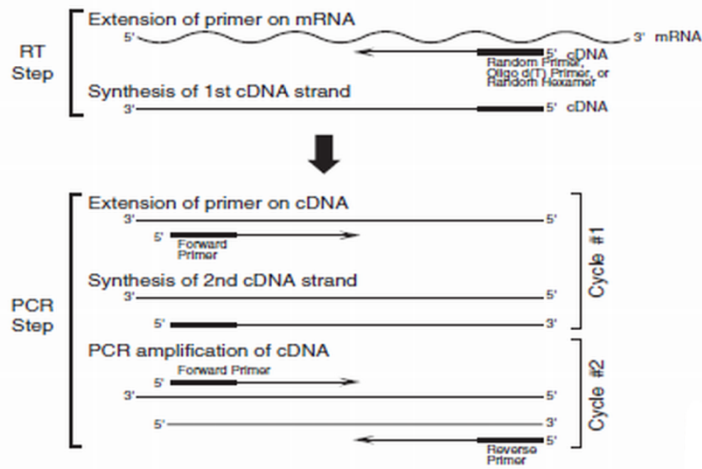 RT
Step
Extension of primer on mRNA
5' 3' mRNA
5' cDNA
Random Primer,
Oligo d(T) Primer, or
Random Hexamer
Synthesis of 1st cDNA strand
3' 5' cDNA
PCR
Step
Extension of primer on cDNA
3' 5'
5'
Forward
Primer
Synthesis of 2nd cDNA strand
3' 5'
5' 3'
Cycle #1
PCR amplification of cDNA
Forward Primer
5'
3' 5'
5' 3'
5'
Reverse
Primer
Cycle #2